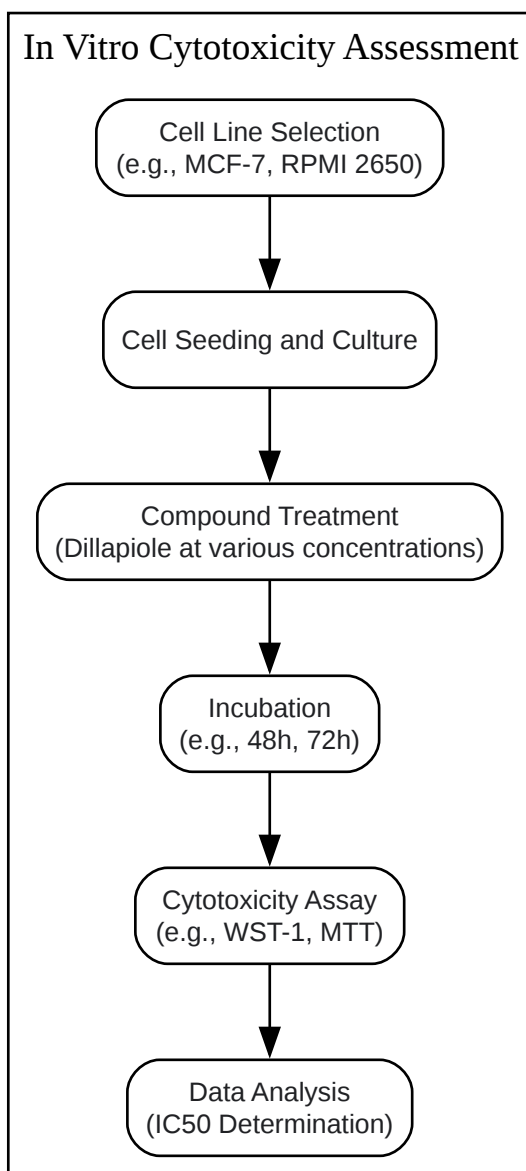 In Vitro Cytotoxicity Assessment
Cell Line Selection
(e.g., MCF-7, RPMI 2650)
Cell Seeding and Culture
Compound Treatment
(Dillapiole at various concentrations)
Incubation
(e.g., 48h, 72h)
Cytotoxicity Assay
(e.g., WST-1, MTT)
Data Analysis
(IC50 Determination)